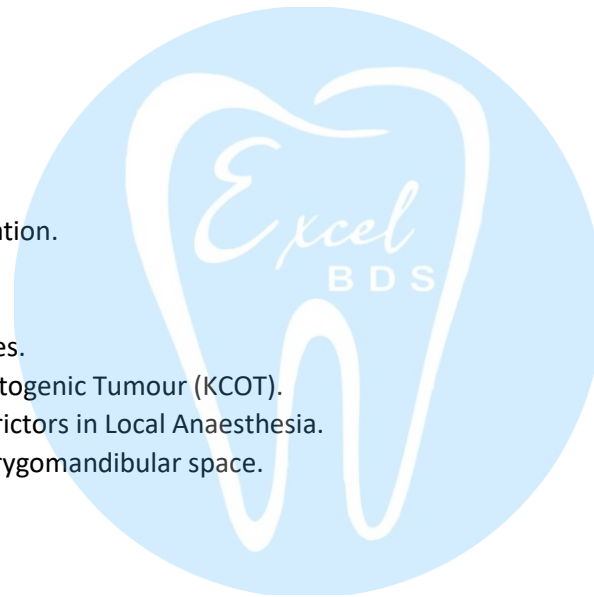 Excel
BDS
ation.
es.
togenic Tumour (KCOT).
rictors in Local Anaesthesia.
rygomandibular space.